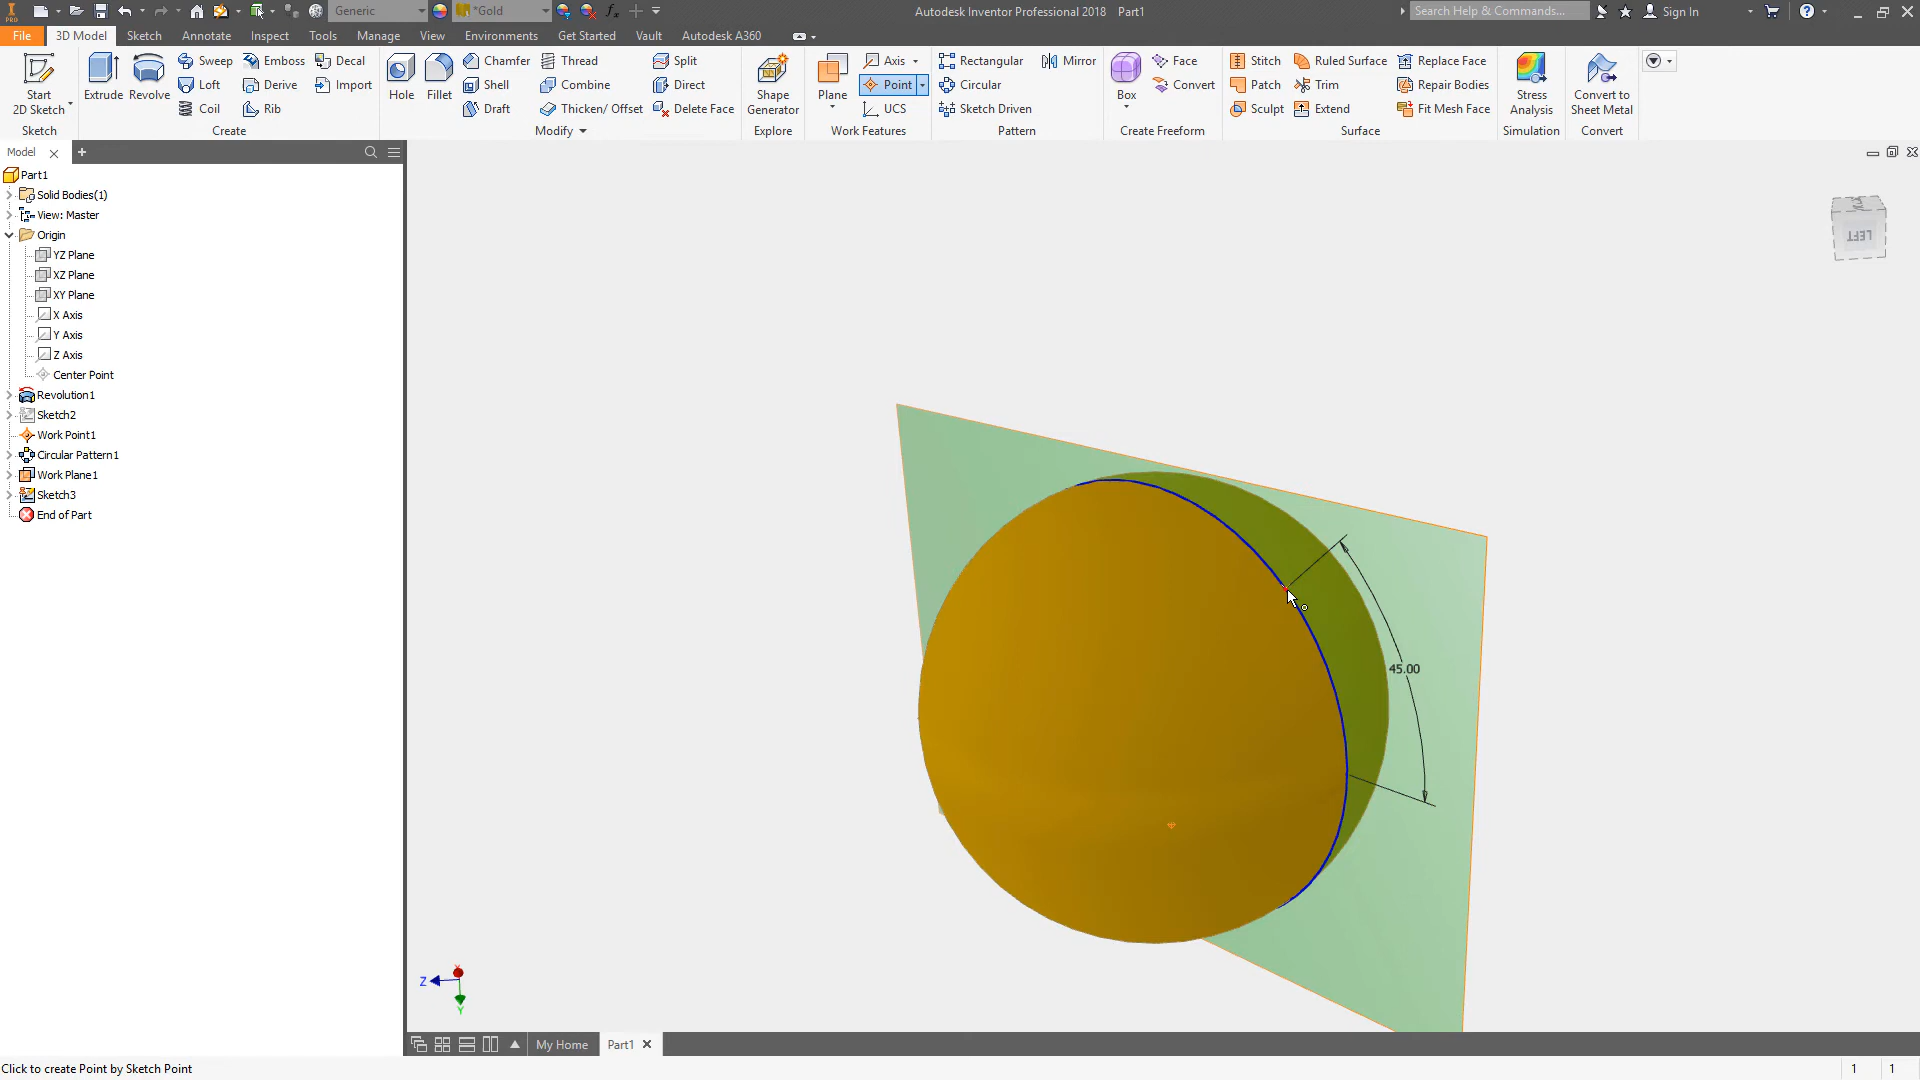 Generic
*Gold
Autodesk Inventor Professional 2018   Part1
Search Help & Commands...
Sign In
File
3D Model
Sketch
Annotate
Inspect
Tools
Manage
View
Environments
Get Started
Vault
Autodesk A360
Start
2D Sketch
Sketch
Extrude
Revolve
Sweep
Loft
Coil
Emboss
Derive
Rib
Decal
Import
Create
Hole
Fillet
Chamfer
Shell
Draft
Thread
Combine
Thicken/ Offset
Split
Direct
Delete Face
Modify
Shape
Generator
Explore
Plane
Axis
Point
UCS
Work Features
Rectangular
Circular
Sketch Driven
Mirror
Pattern
Box
Face
Convert
Create Freeform
Stitch
Patch
Sculpt
Ruled Surface
Trim
Extend
Replace Face
Repair Bodies
Fit Mesh Face
Surface
Stress
Analysis
Simulation
Convert to
Sheet Metal
Convert
Model
Part1
Solid Bodies(1)
View: Master
Origin
YZ Plane
XZ Plane
XY Plane
X Axis
Y Axis
Z Axis
Center Point
Revolution1
Sketch2
Work Point1
Circular Pattern1
Work Plane1
Sketch3
End of Part
LEFT
45.00
Z
Y
My Home
Part1
Click to create Point by Sketch Point
1
1